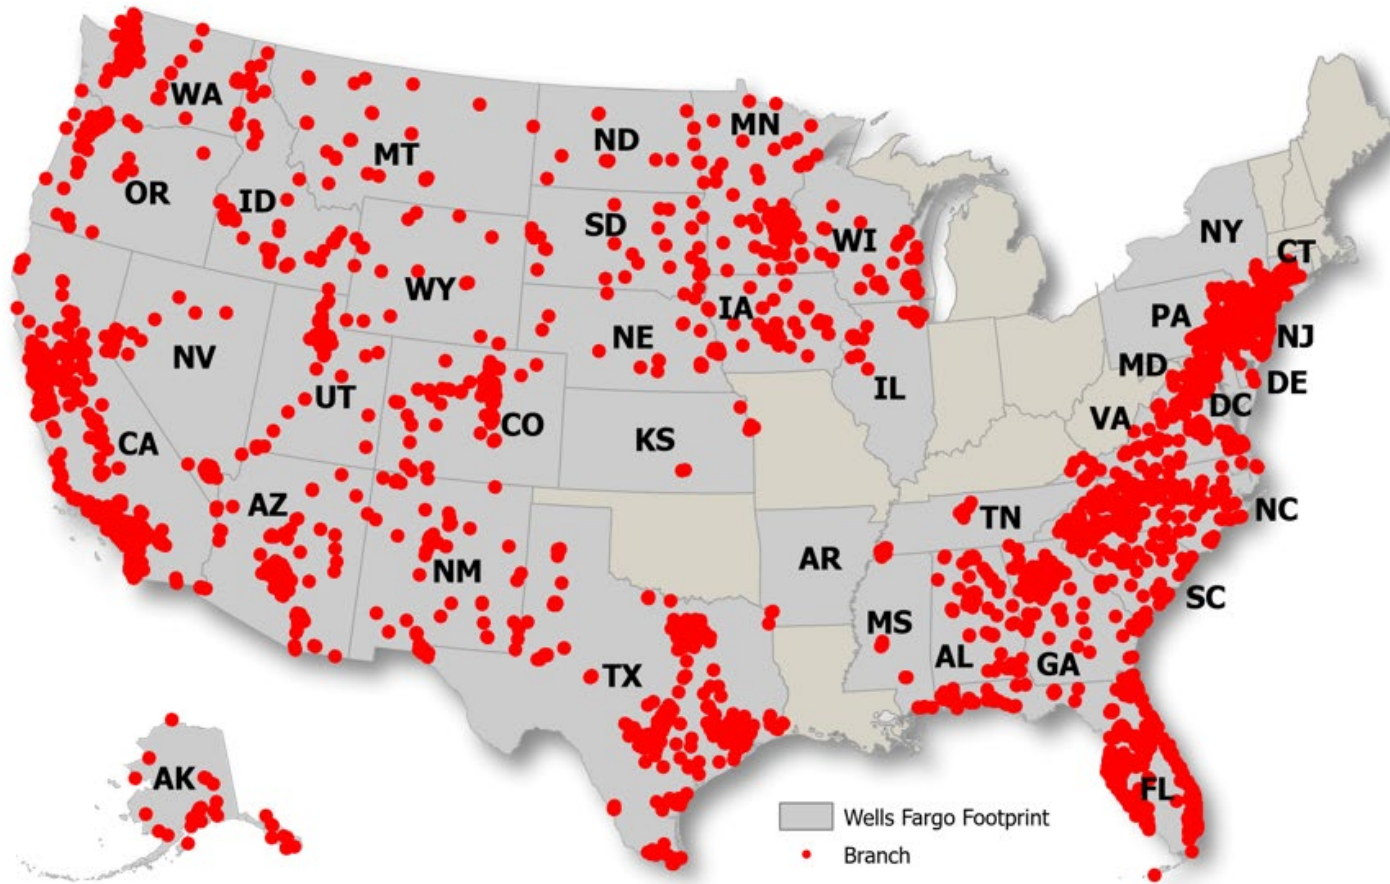 WA
MT
ND
MN
OR
ID
SD
WI
NY
CT
WY
IA
PA
NJ
NV
NE
MD
DE
UT
IL
DC
CO
VA
CA
KS
AZ
TN
NC
NM
AR
SC
MS
AL
GA
TX
AK
FL
Wells Fargo Footprint
Branch